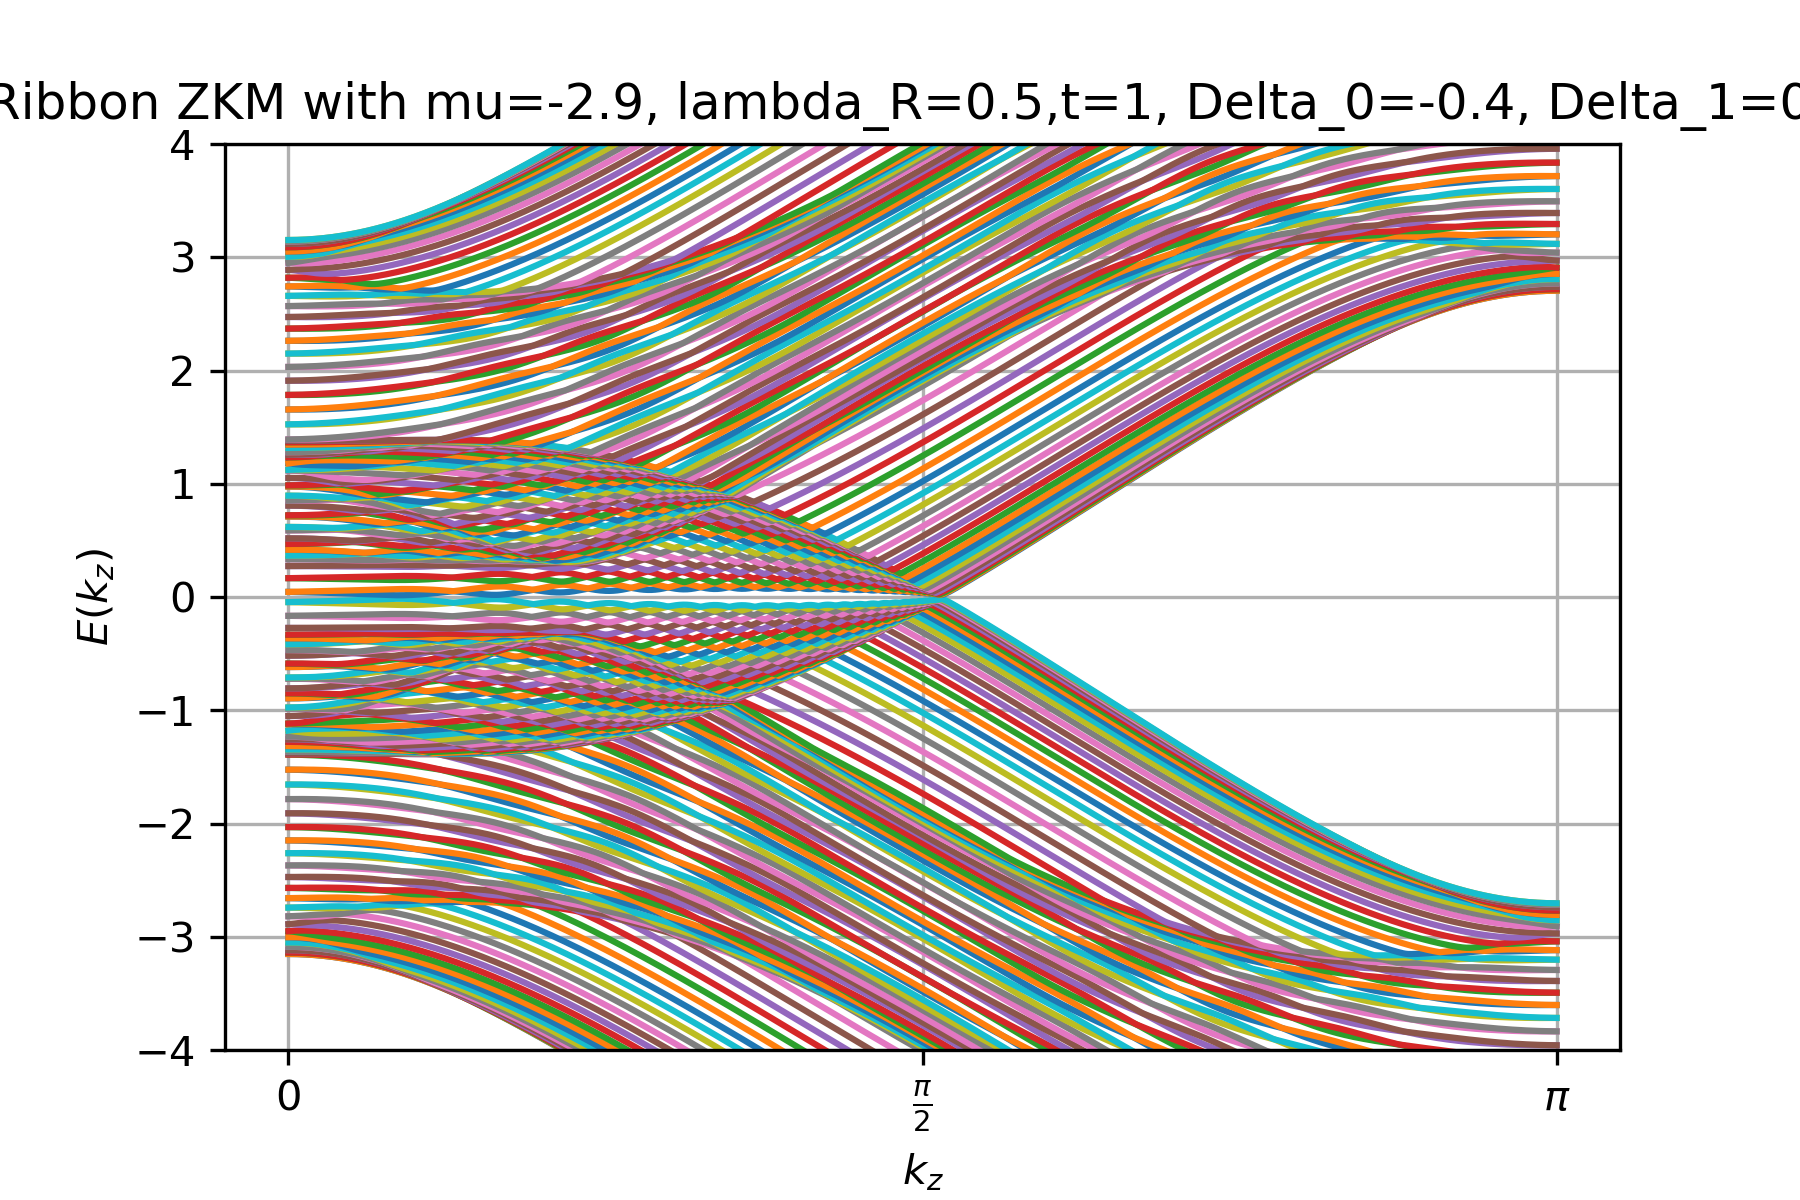 Ribbon ZKM with mu=-2.9, lambda_R=0.5,t=1, Delta_0=-0.4, Delta_1=0
4
3
2
1
0
−1
−2
−3
−4
E(k_z)
0
π/2
π
k_z